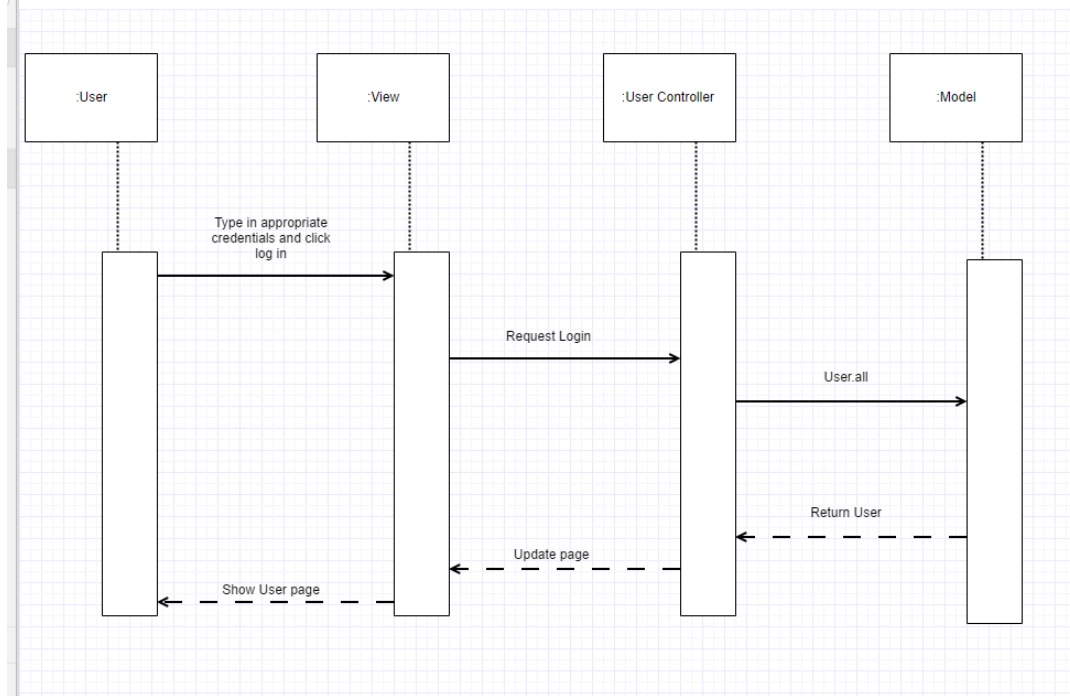 :User
:View
:User Controller
:Model
Type in appropriate
credentials and click
log in
Request Login
User.all
Return User
Update page
Show User page